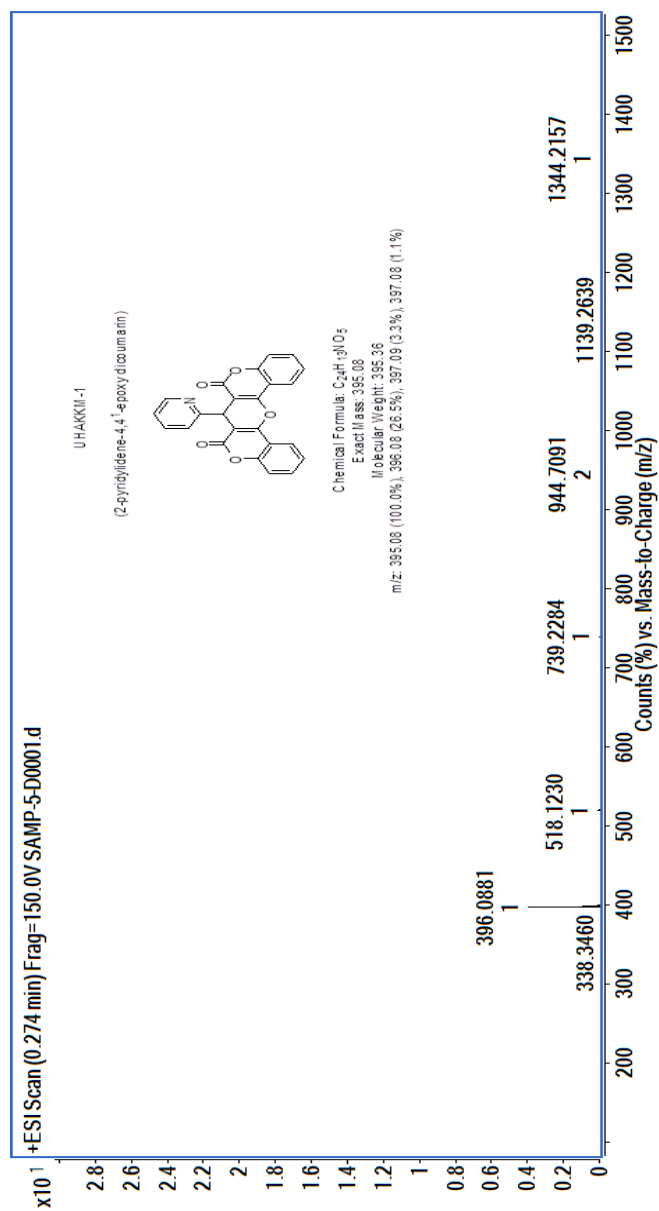 +ESI Scan (0.274 min) Frag=150.0V SAMP-5-D0001.d
x10 1
2.8
2.6
2.4
2.2
2
1.8
1.6
1.4
1.2
1
0.8
0.6
0.4
0.2
0
UHAKKM-1
(2-pyridylidene-4,4¹-epoxy dicoumarin)
N
O O O O
O
Chemical Formula: C₂₄H₁₃NO₅
Exact Mass: 395.08
Molecular Weight: 395.36
m/z: 395.08 (100.0%), 396.08 (26.5%), 397.09 (3.3%), 397.08 (1.1%)
396.0881
1
338.3460
518.1230
1
739.2284
1
944.7091
2
1139.2639
1344.2157
1
200 300 400 500 600 700 800 900 1000 1100 1200 1300 1400 1500
Counts (%) vs. Mass-to-Charge (m/z)